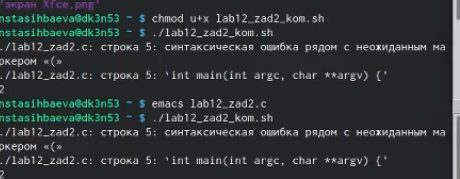 'экран Xfce.png'
nstasihbaeva@dk3n53 ~ $ chmod u+x lab12_zad2_kom.sh
nstasihbaeva@dk3n53 ~ $ ./lab12_zad2_kom.sh
./lab12_zad2.c: строка 5: синтаксическая ошибка рядом с неожиданным ма
ркером «(»
./lab12_zad2.c: строка 5: `int main(int argc, char **argv) {'
2
nstasihbaeva@dk3n53 ~ $ emacs lab12_zad2.c
nstasihbaeva@dk3n53 ~ $ ./lab12_zad2_kom.sh
./lab12_zad2.c: строка 5: синтаксическая ошибка рядом с неожиданным ма
ркером «(»
./lab12_zad2.c: строка 5: `int main(int argc, char **argv) {'
2